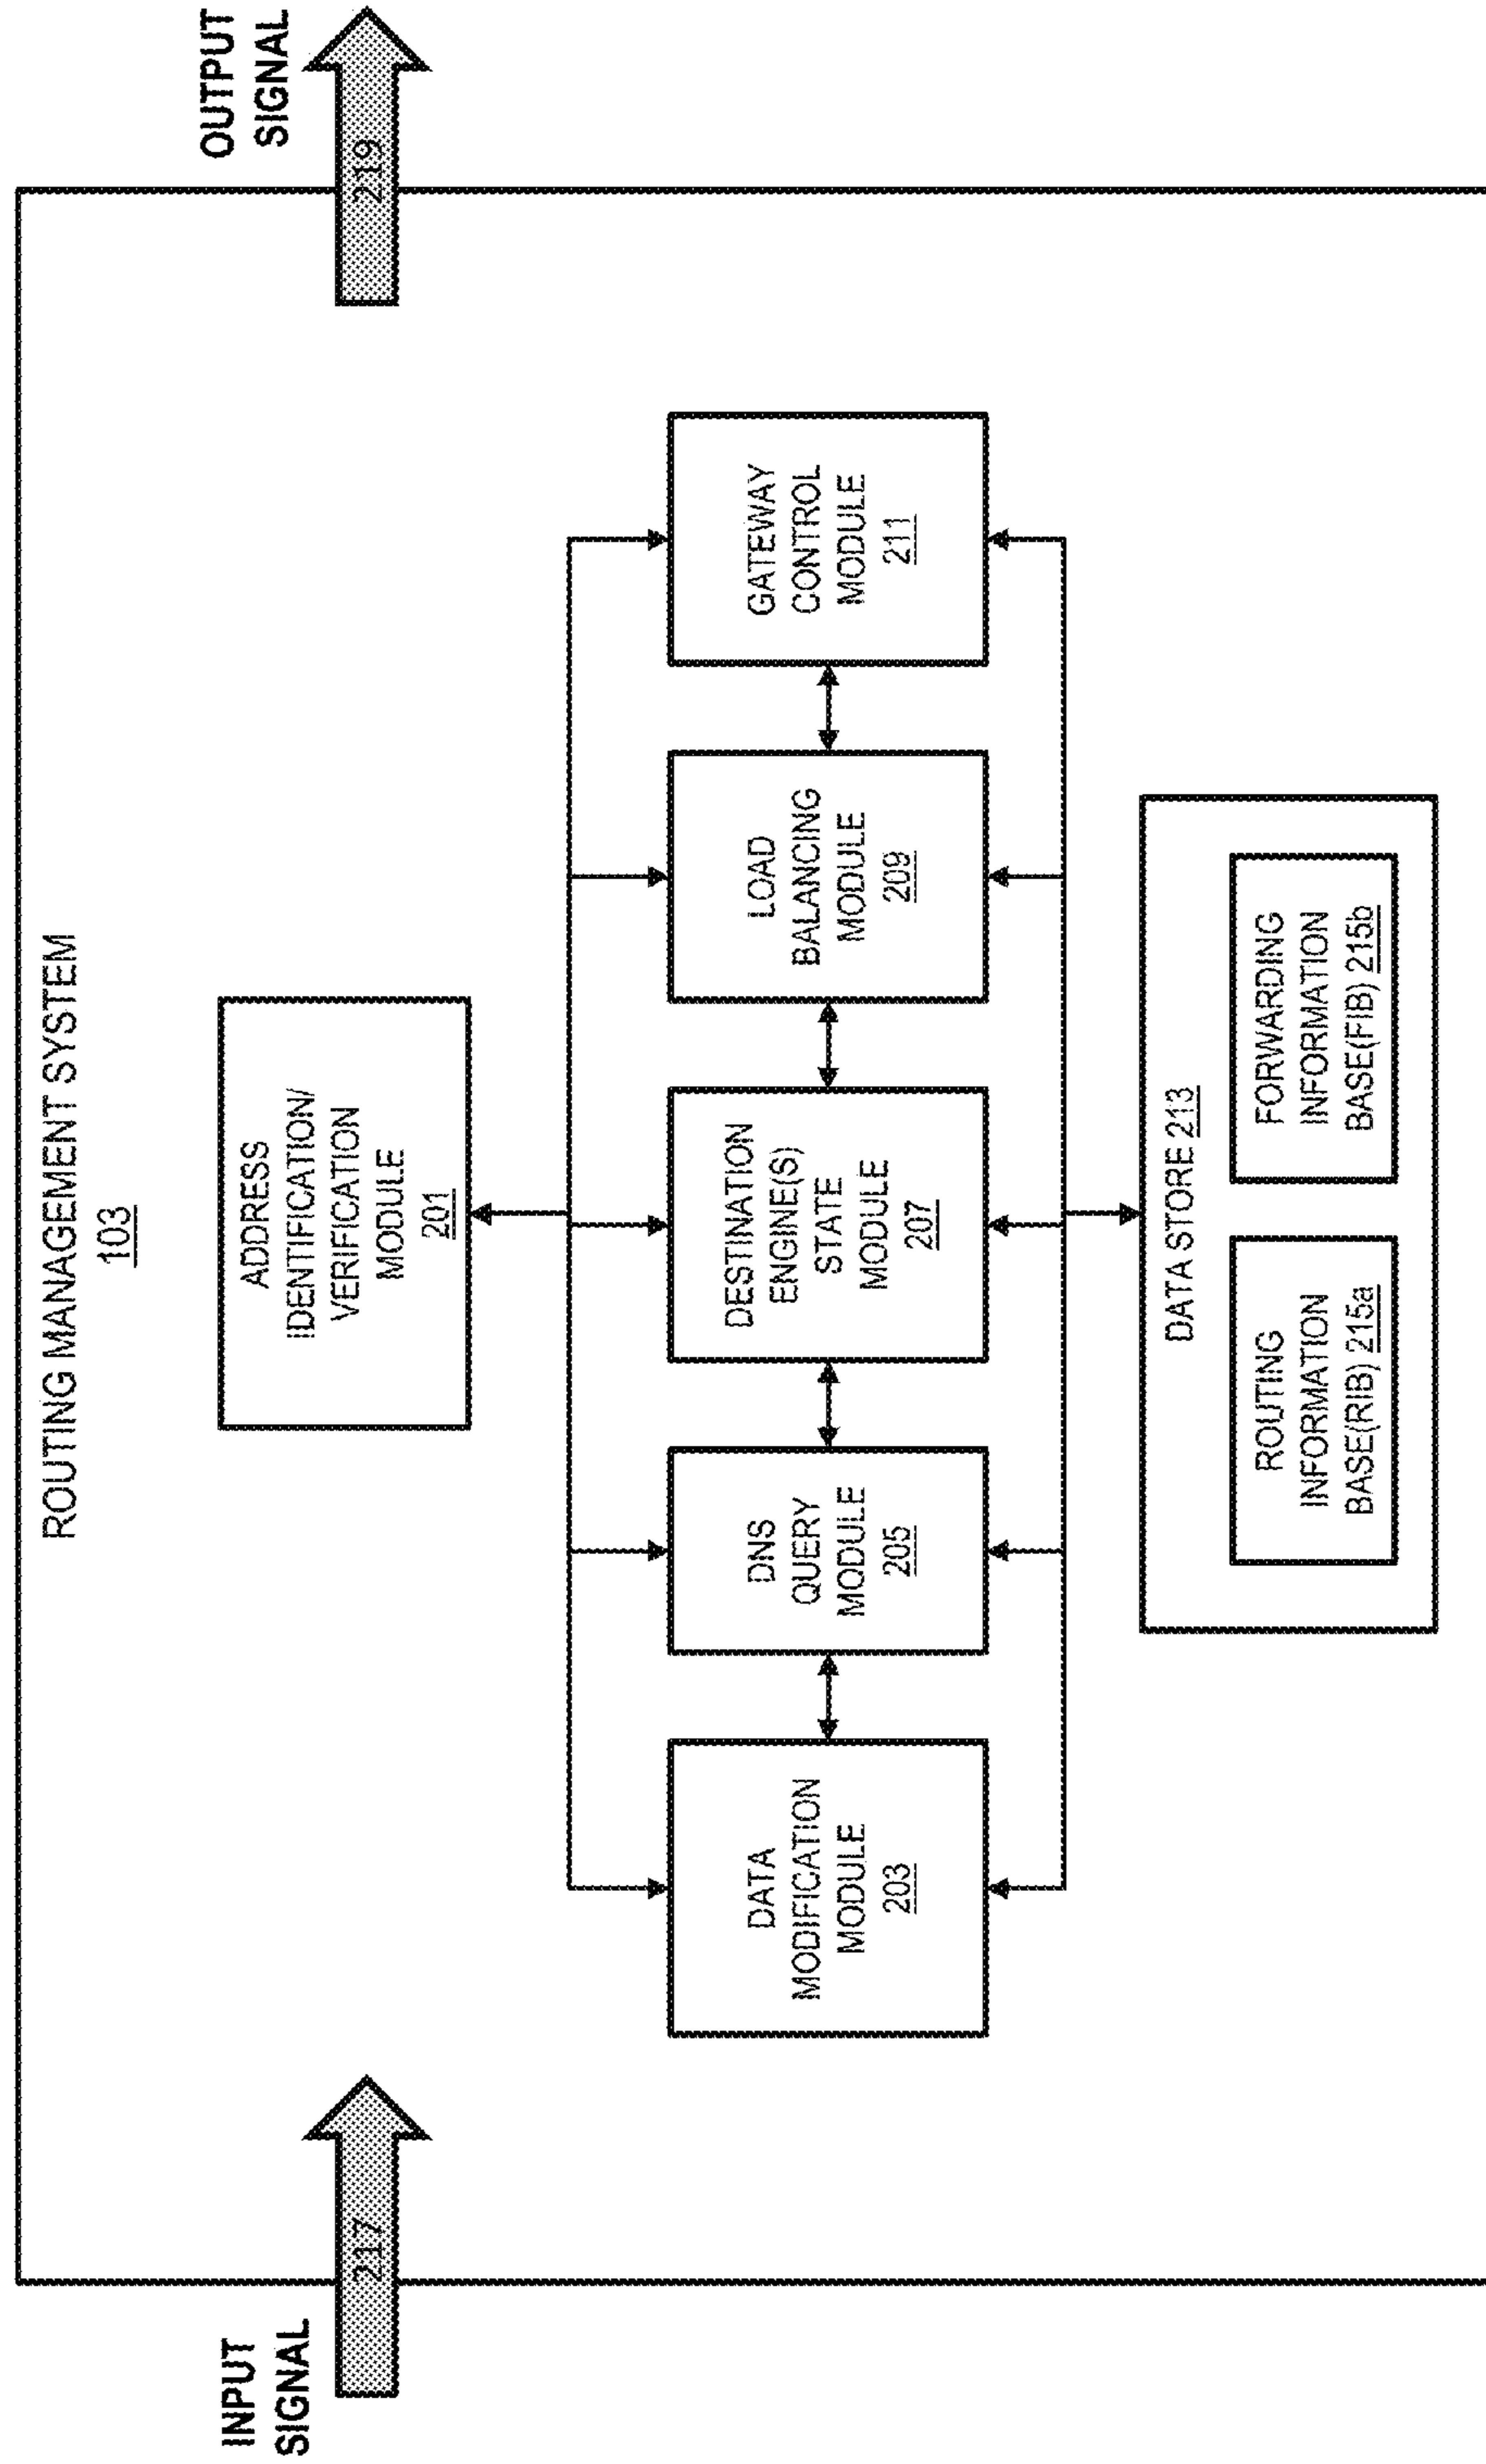 ROUTING MANAGEMENT SYSTEM
103
INPUT
SIGNAL
217
OUTPUT
SIGNAL
219
ADDRESS
IDENTIFICATION/
VERIFICATION
MODULE
201
DATA
MODIFICATION
MODULE
203
DNS
QUERY
MODULE
205
DESTINATION
ENGINE(S)
STATE
MODULE
207
LOAD
BALANCING
MODULE
209
GATEWAY
CONTROL
MODULE
211
DATA STORE 213
ROUTING
INFORMATION
BASE(RIB) 215a
FORWARDING
INFORMATION
BASE(FIB) 215b